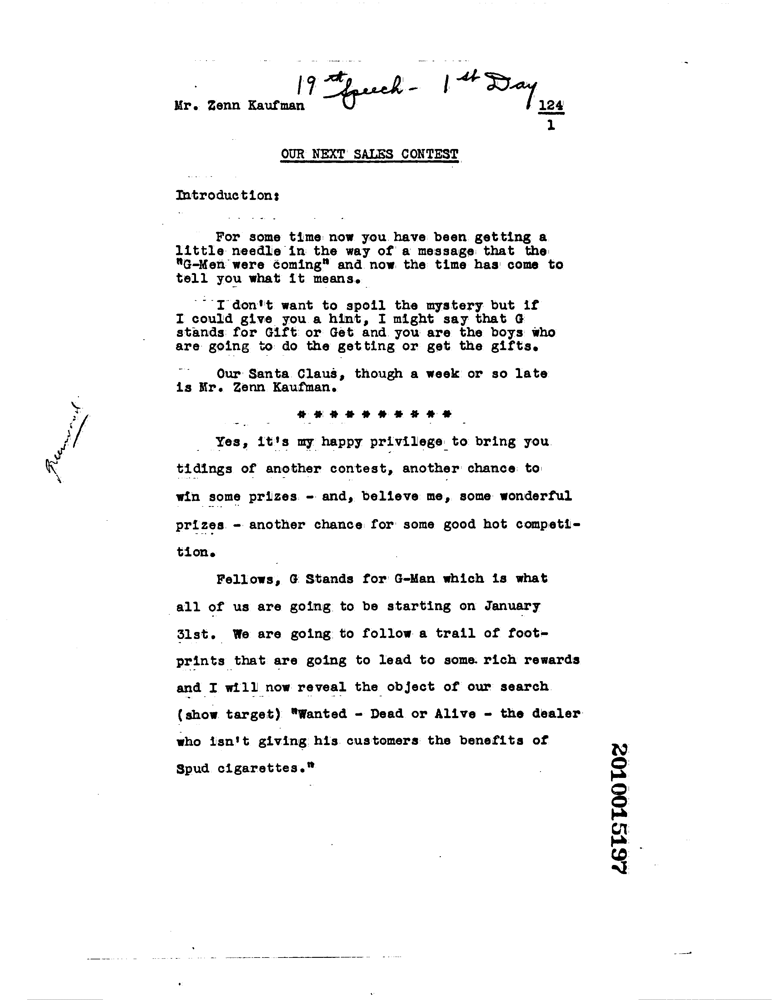 19th Speech - 1st Day
Mr. Zenn Kaufman
124
1
OUR NEXT SALES CONTEST
Introduction:
For some time now you have been getting a
little needle in the way of a message that the
"G-Men were coming" and now the time has come to
tell you what it means.
I don't want to spoil the mystery but if
I could give you a hint, I might say that G
stands for Gift or Get and you are the boys who
are going to do the getting or get the gifts.
Our Santa Claus, though a week or so late
is Mr. Zenn Kaufman.
* * * * * * * * * *
Yes, it's my happy privilege to bring you
tidings of another contest, another chance to
win some prizes - and, believe me, some wonderful
prizes - another chance for some good hot competi-
tion.
Fellows, G Stands for G-Man which is what
all of us are going to be starting on January
31st. We are going to follow a trail of foot-
prints that are going to lead to some rich rewards
and I will now reveal the object of our search
(show target) "Wanted - Dead or Alive - the dealer
who isn't giving his customers the benefits of
Spud cigarettes."
2010015197